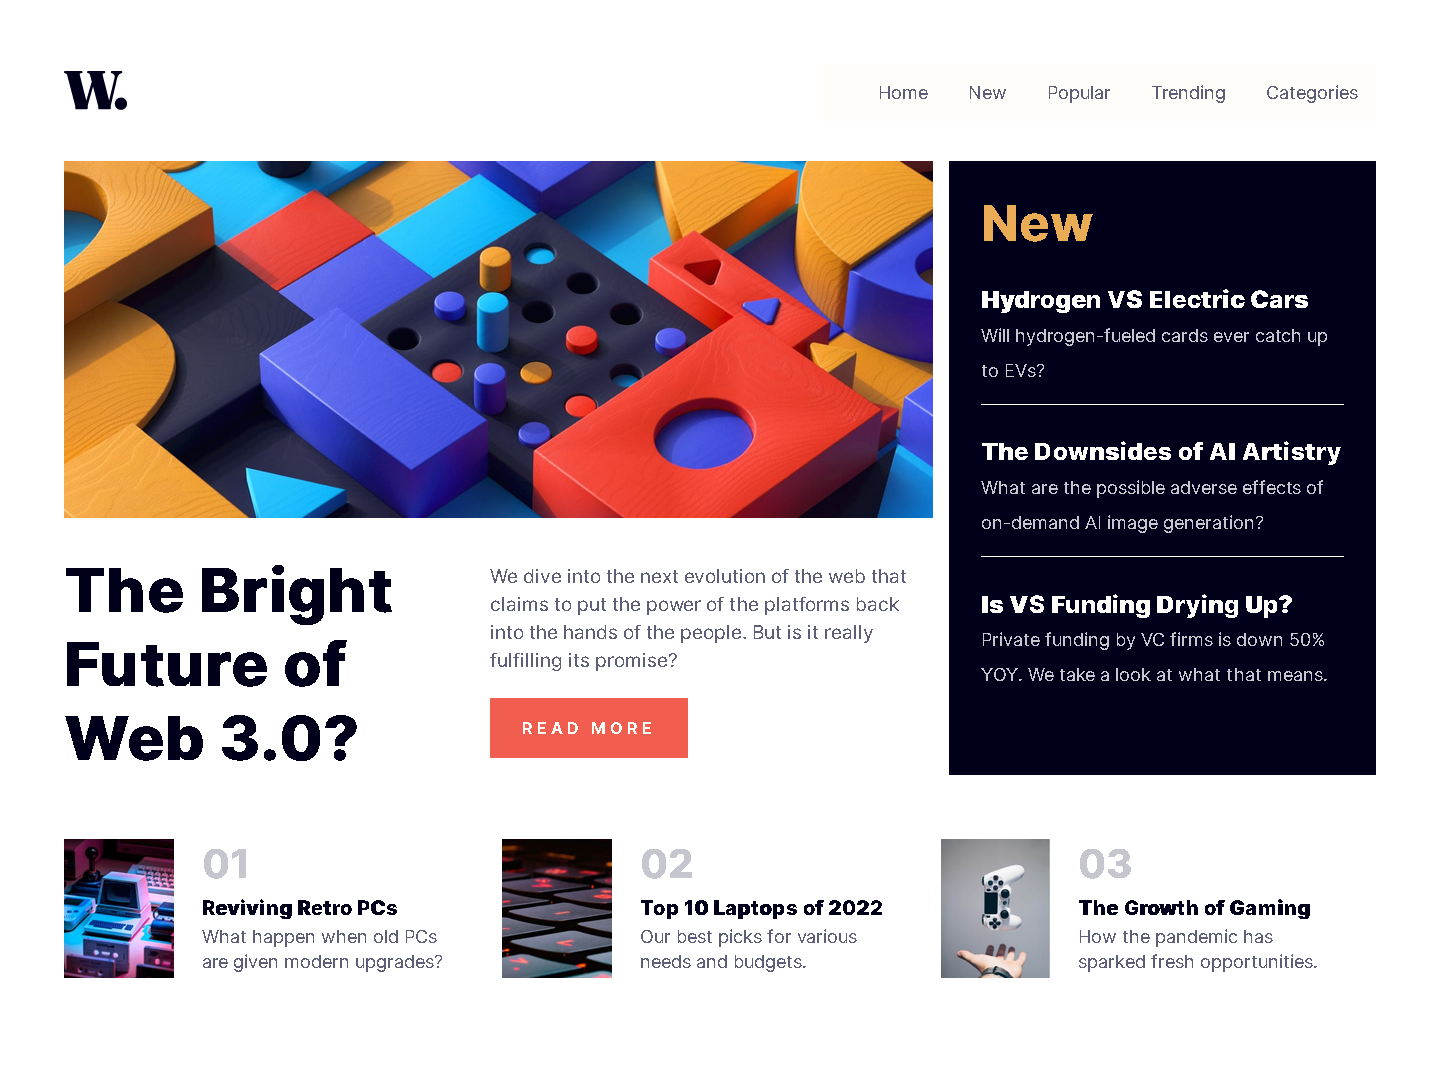 W.
Home New Popular Trending Categories
New
Hydrogen VS Electric Cars
Will hydrogen-fueled cards ever catch up
to EVs?
The Downsides of AI Artistry
What are the possible adverse effects of
on-demand AI image generation?
Is VS Funding Drying Up?
Private funding by VC firms is down 50%
YOY. We take a look at what that means.
The Bright
Future of
Web 3.0?
We dive into the next evolution of the web that
claims to put the power of the platforms back
into the hands of the people. But is it really
fulfilling its promise?
READ MORE
01
Reviving Retro PCs
What happen when old PCs
are given modern upgrades?
02
Top 10 Laptops of 2022
Our best picks for various
needs and budgets.
03
The Growth of Gaming
How the pandemic has
sparked fresh opportunities.